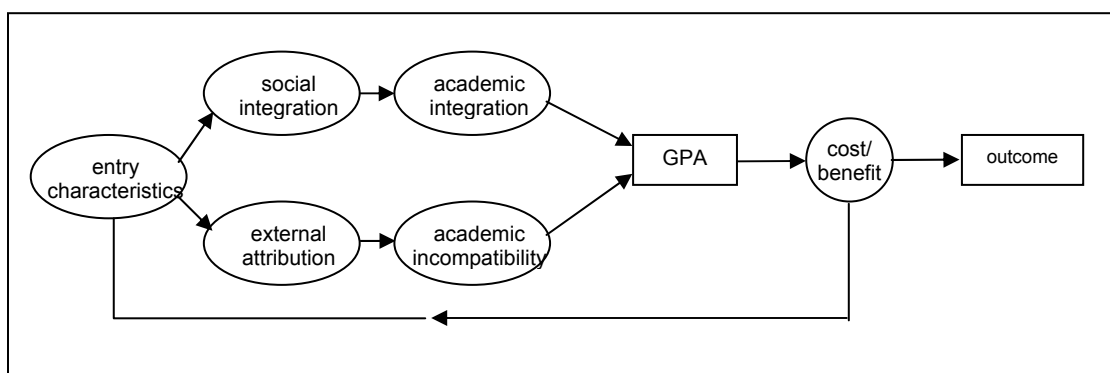 entry
characteristics
social
integration
academic
integration
external
attribution
academic
incompatibility
GPA
cost/
benefit
outcome